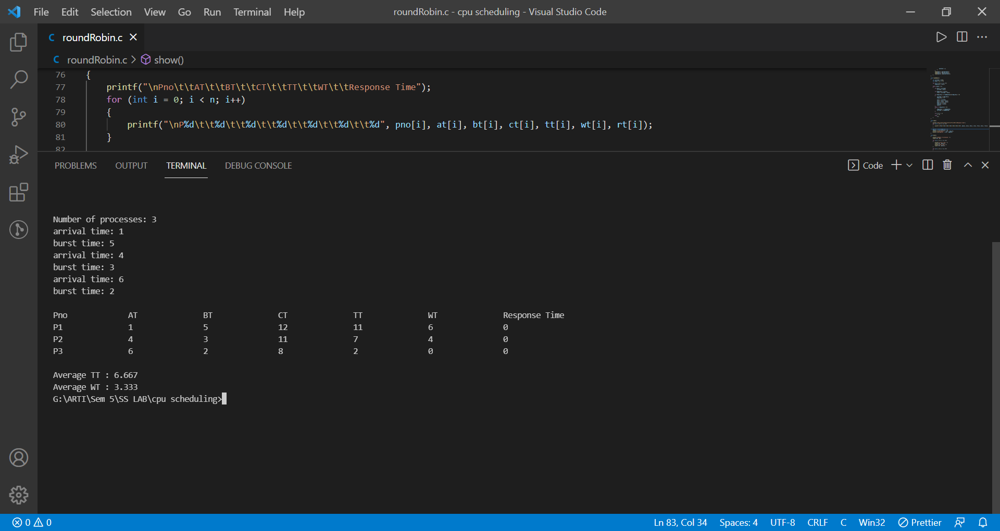 File Edit Selection View Go Run Terminal Help roundRobin.c - cpu scheduling - Visual Studio Code
C roundRobin.c
C roundRobin.c > show()
76 {
77 printf("\nPno\t\tAT\t\tBT\t\tCT\t\tTT\t\tWT\t\tResponse Time");
78 for (int i = 0; i < n; i++)
79 {
80 printf("\nP%d\t\t%d\t\t%d\t\t%d\t\t%d\t\t%d\t\t%d", pno[i], at[i], bt[i], ct[i], tt[i], wt[i], rt[i]);
81 }
82
PROBLEMS OUTPUT TERMINAL DEBUG CONSOLE Code
Number of processes: 3
arrival time: 1
burst time: 5
arrival time: 4
burst time: 3
arrival time: 6
burst time: 2
Pno AT BT CT TT WT Response Time
P1 1 5 12 11 6 0
P2 4 3 11 7 4 0
P3 6 2 8 2 0 0
Average TT : 6.667
Average WT : 3.333
G:\ARTI\Sem 5\SS LAB\cpu scheduling>
0 0 Ln 83, Col 34 Spaces: 4 UTF-8 CRLF C Win32 Prettier